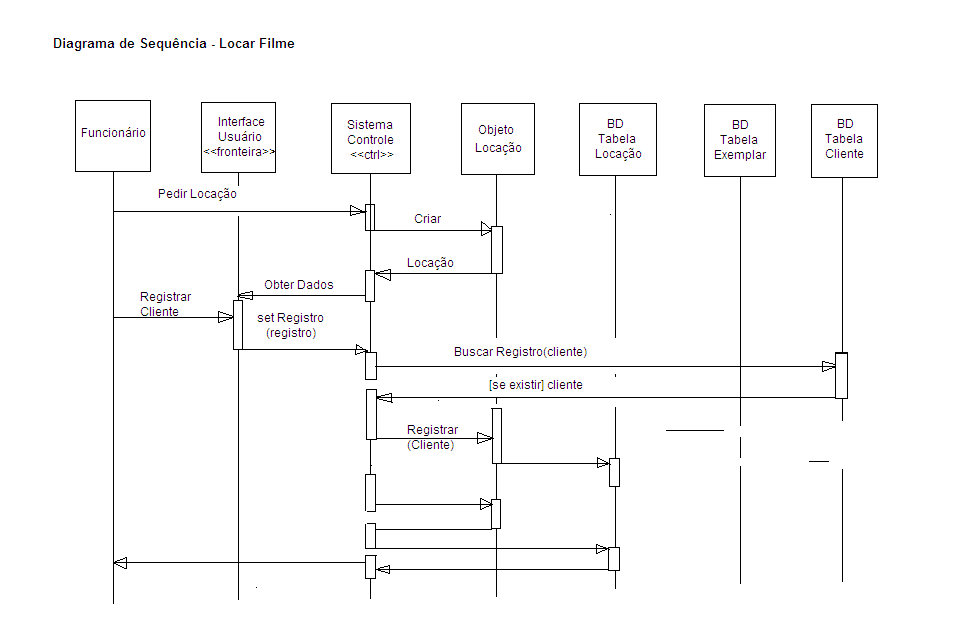 Diagrama de Sequência - Locar Filme
Funcionário
Interface
Usuário
<<fronteira>>
Sistema
Controle
<<ctrl>>
Objeto
Locação
BD
Tabela
Locação
BD
Tabela
Exemplar
BD
Tabela
Cliente
Pedir Locação
Criar
Locação
Obter Dados
Registrar
Cliente
set Registro
(registro)
Buscar Registro(cliente)
[se existir] cliente
Registrar
(Cliente)